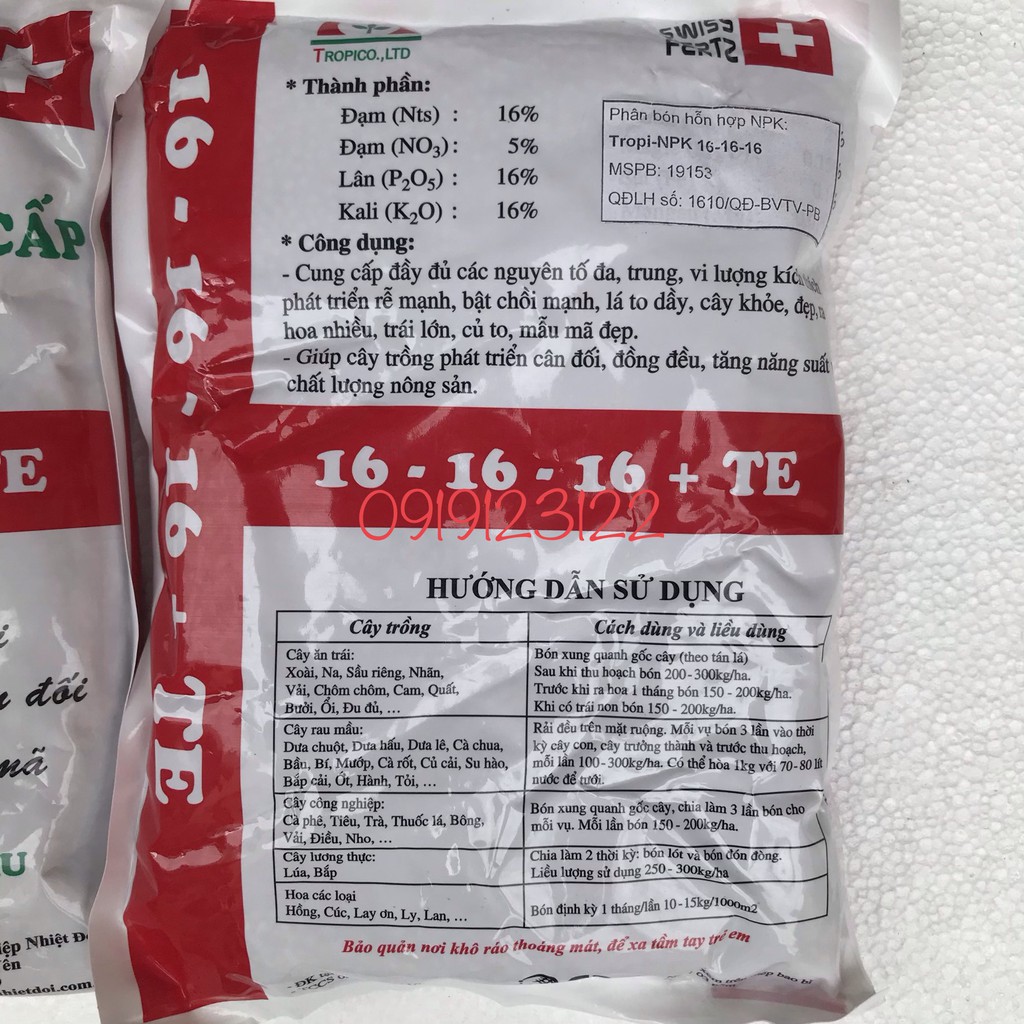 TROPICO.,LTD
SWISS
FERTZ
* Thành phần:
Đạm (Nts) : 16%
Đạm (NO₃): 5%
Lân (P₂O₅) : 16%
Kali (K₂O) : 16%
Phân bón hỗn hợp NPK:
Tropi-NPK 16-16-16
MSPB: 19153
QĐLH số: 1610/QĐ-BVTV-PB
* Công dụng:
- Cung cấp đầy đủ các nguyên tố đa, trung, vi lượng
phát triển rễ mạnh, bật chồi mạnh, lá to dầy, cây khỏe, đẹp,
hoa nhiều, trái lớn, củ to, mẫu mã đẹp.
- Giúp cây trồng phát triển cân đối, đồng đều, tăng năng suất
chất lượng nông sản.
16 - 16 - 16 + TE
0919123122
16 - 16 - 16 + TE
HƯỚNG DẪN SỬ DỤNG
Cây trồng
Cách dùng và liều dùng
Cây ăn trái:
Xoài, Na, Sầu riêng, Nhãn,
Vải, Chôm chôm, Cam, Quất,
Bưởi, Ổi, Đu đủ, ...
Bón xung quanh gốc cây (theo tán lá)
Sau khi thu hoạch bón 200-300kg/ha.
Trước khi ra hoa 1 tháng bón 150 - 200kg/ha.
Khi có trái non bón 150 - 200kg/ha.
Cây rau mầu:
Dưa chuột, Dưa hấu, Dưa lê, Cà chua,
Bầu, Bí, Mướp, Cà rốt, Củ cải, Su hào,
Bắp cải, Ớt, Hành, Tỏi, ...
Rải đều trên mặt ruộng. Mỗi vụ bón 3 lần vào thời
kỳ cây con, cây trưởng thành và trước thu hoạch,
mỗi lần 100-300kg/ha. Có thể hòa 1kg với 70-80 lít
nước để tưới.
Cây công nghiệp:
Cà phê, Tiêu, Trà, Thuốc lá, Bông,
Vải, Điều, Nho, ...
Bón xung quanh gốc cây, chia làm 3 lần bón cho
mỗi vụ. Mỗi lần bón 150 - 200kg/ha.
Cây lương thực:
Lúa, Bắp
Chia làm 2 thời kỳ: bón lót và bón đón đòng.
Liều lượng sử dụng 250 - 300kg/ha
Hoa các loại
Hồng, Cúc, Lay ơn, Ly, Lan, ...
Bón định kỳ 1 tháng/lần 10-15kg/1000m2
Bảo quản nơi khô ráo thoáng mát, để xa tầm tay trẻ em
CẤP
TE
đối
mã
U
Nhiệt
hietdoi.com